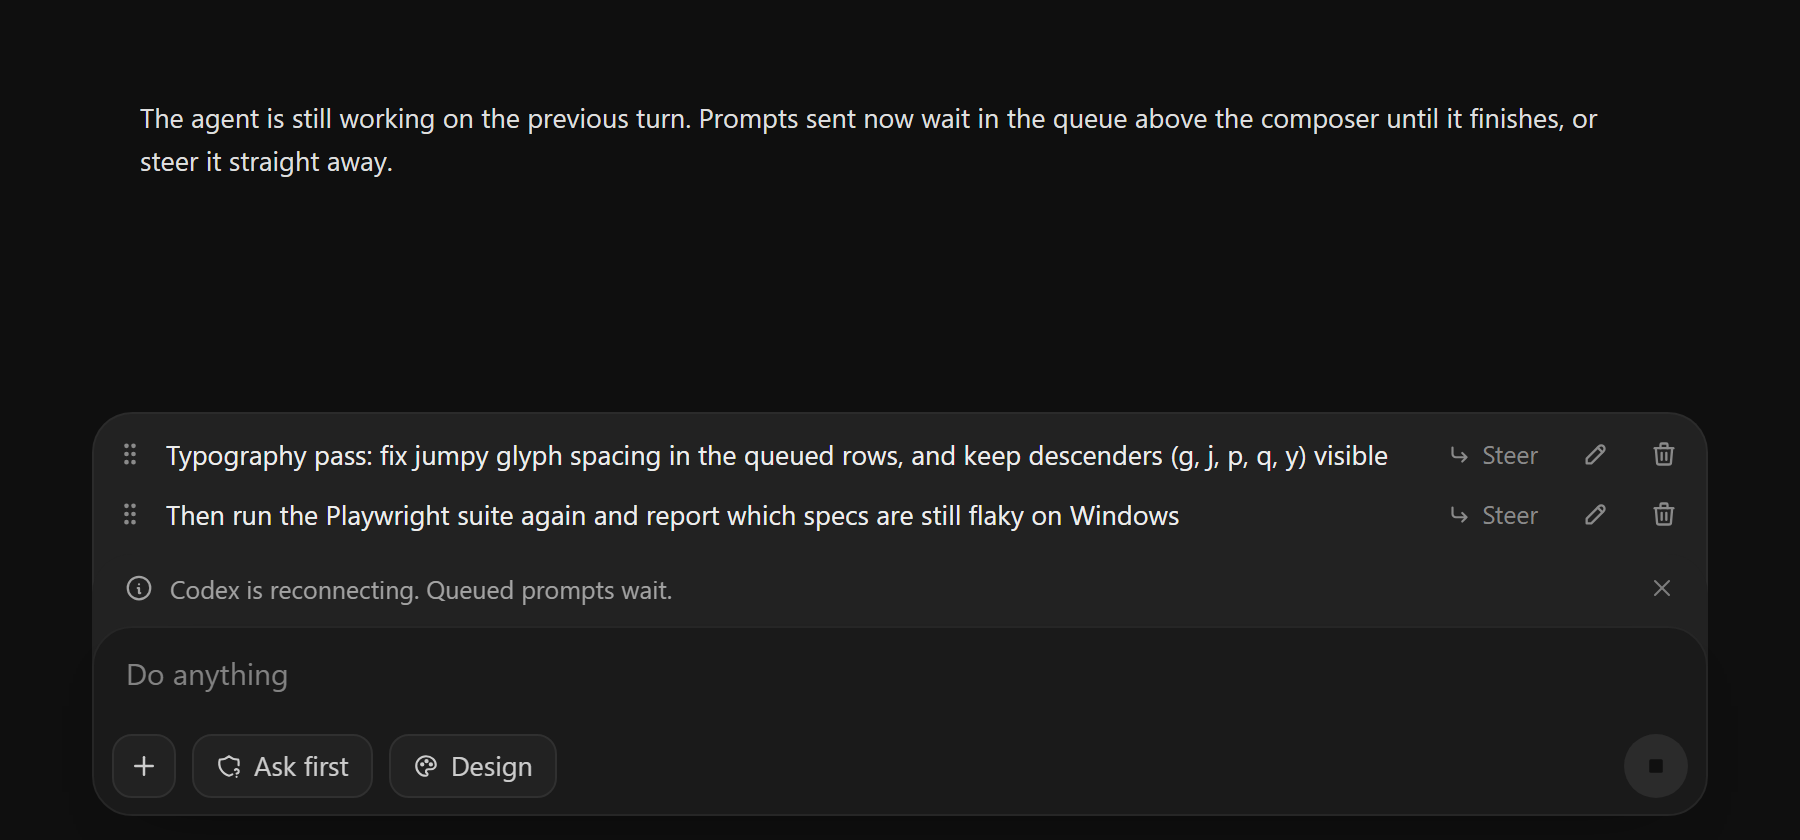 The agent is still working on the previous turn. Prompts sent now wait in the queue above the composer until it finishes, or
steer it straight away.
Typography pass: fix jumpy glyph spacing in the queued rows, and keep descenders (g, j, p, q, y) visible
Steer
Then run the Playwright suite again and report which specs are still flaky on Windows
Steer
Codex is reconnecting. Queued prompts wait.
Do anything
Ask first
Design